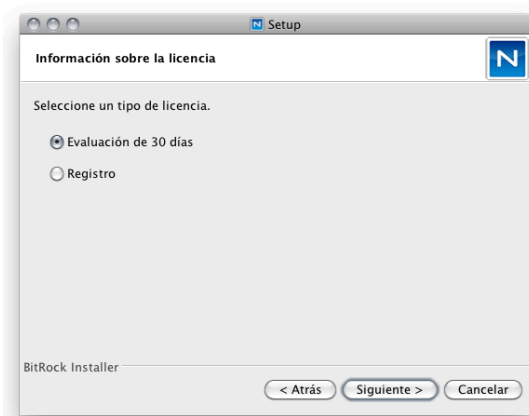 Setup
Información sobre la licencia
N
Seleccione un tipo de licencia.
Evaluación de 30 días
Registro
BitRock Installer
< Atrás
Siguiente >
Cancelar